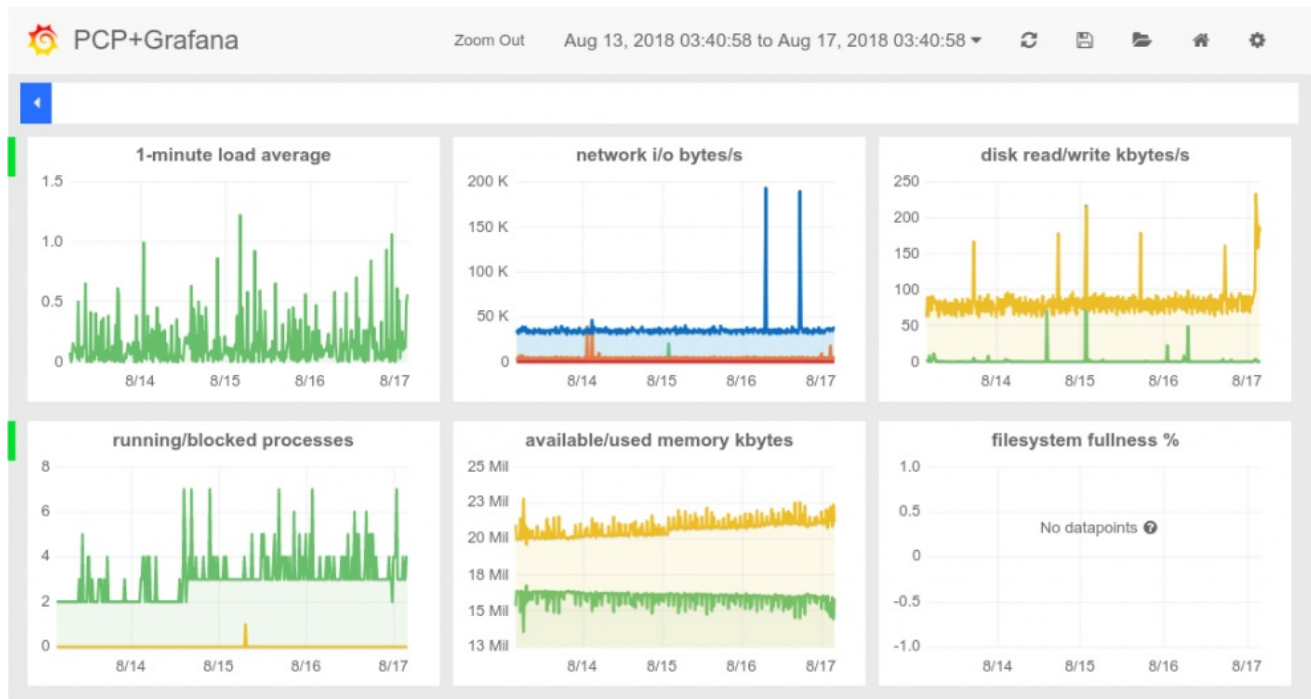 PCP+Grafana
Zoom Out
Aug 13, 2018 03:40:58 to Aug 17, 2018 03:40:58
1-minute load average
1.5
1.0
0.5
0
8/14 8/15 8/16 8/17
network i/o bytes/s
200 K
150 K
100 K
50 K
0
8/14 8/15 8/16 8/17
disk read/write kbytes/s
250
200
150
100
50
0
8/14 8/15 8/16 8/17
running/blocked processes
8
6
4
2
0
8/14 8/15 8/16 8/17
available/used memory kbytes
25 Mil
23 Mil
20 Mil
18 Mil
15 Mil
13 Mil
8/14 8/15 8/16 8/17
filesystem fullness %
1.0
0.5
0
-0.5
-1.0
No datapoints
8/14 8/15 8/16 8/17